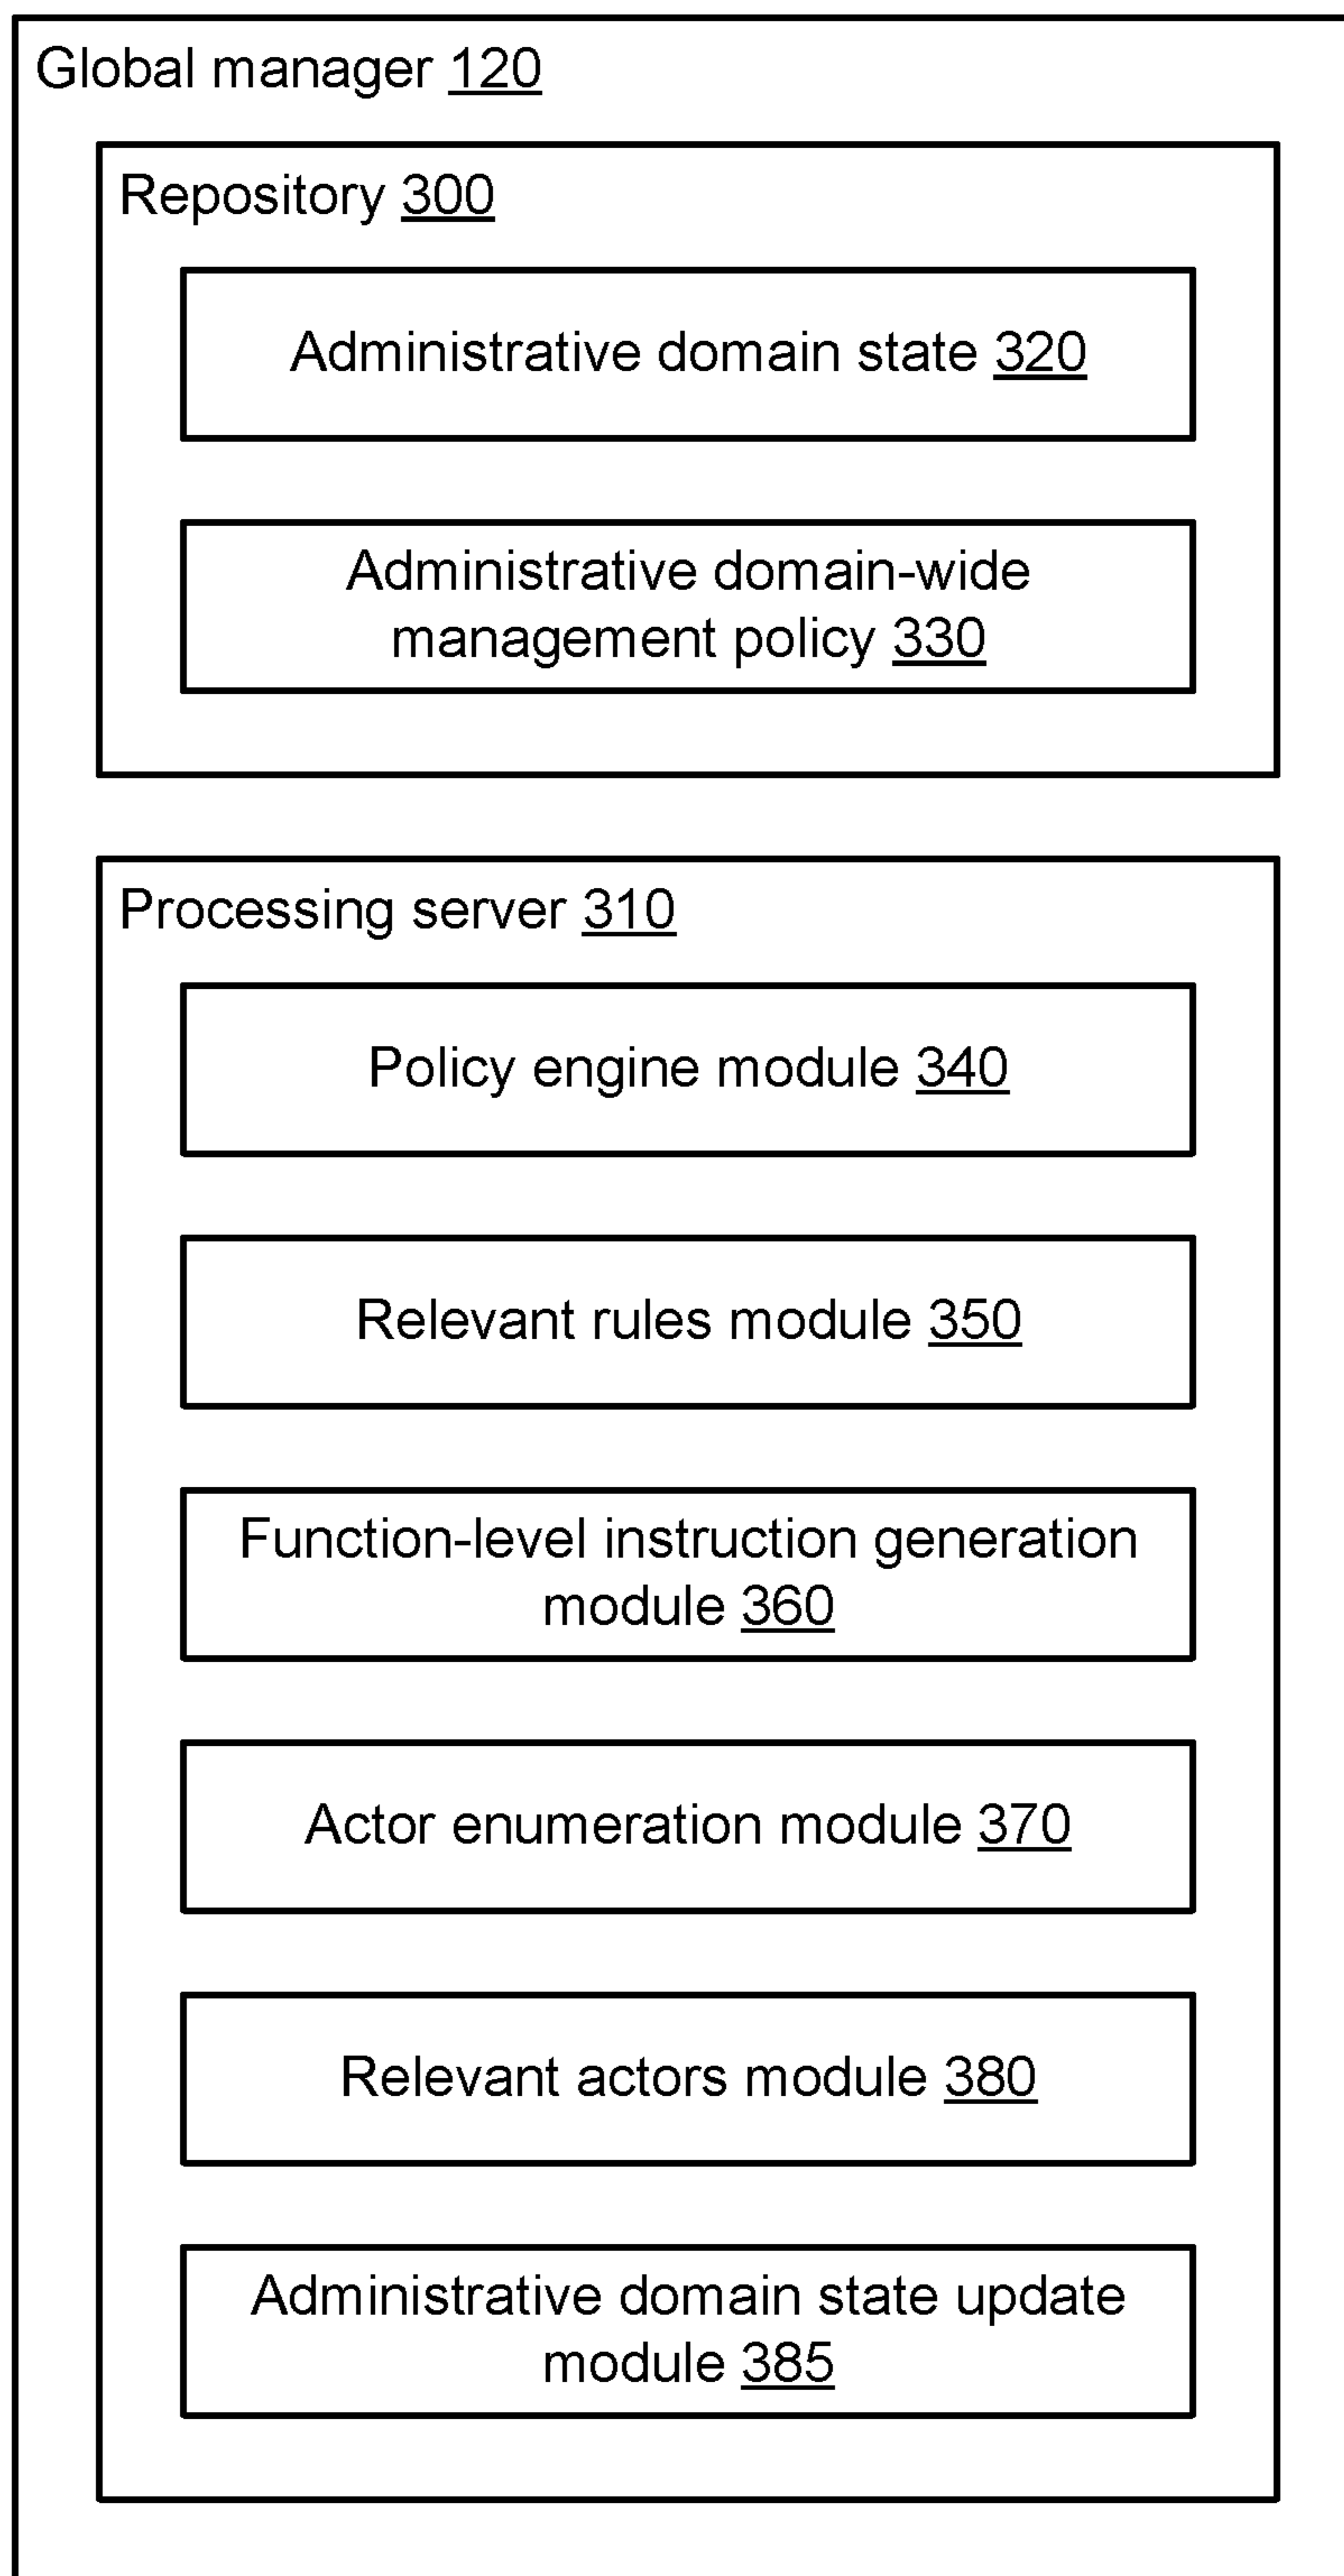 Global manager 120
Repository 300
Administrative domain state 320
Administrative domain-wide
management policy 330
Processing server 310
Policy engine module 340
Relevant rules module 350
Function-level instruction generation
module 360
Actor enumeration module 370
Relevant actors module 380
Administrative domain state update
module 385